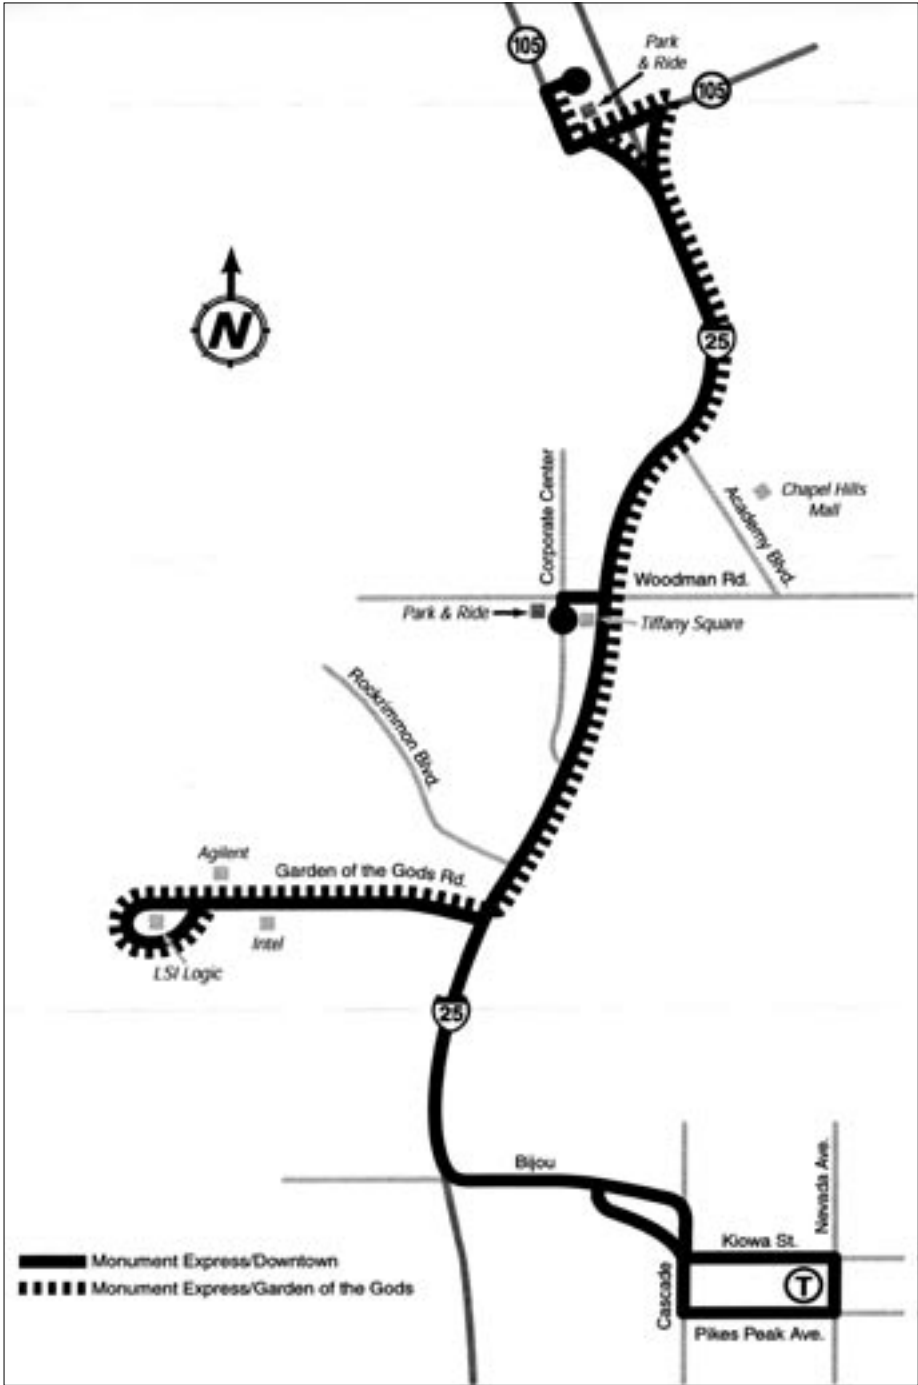 105
Park
& Ride
105
N
25
Corporate Center
Academy Blvd.
Chapel Hills
Mall
Woodman Rd.
Park & Ride
Tiffany Square
Rockrimmon Blvd.
Agilent
Garden of the Gods Rd.
Intel
LSI Logic
25
Bijou
Nevada Ave.
Kiowa St.
Monument Express/Downtown
T
Monument Express/Garden of the Gods
Cascade
Pikes Peak Ave.